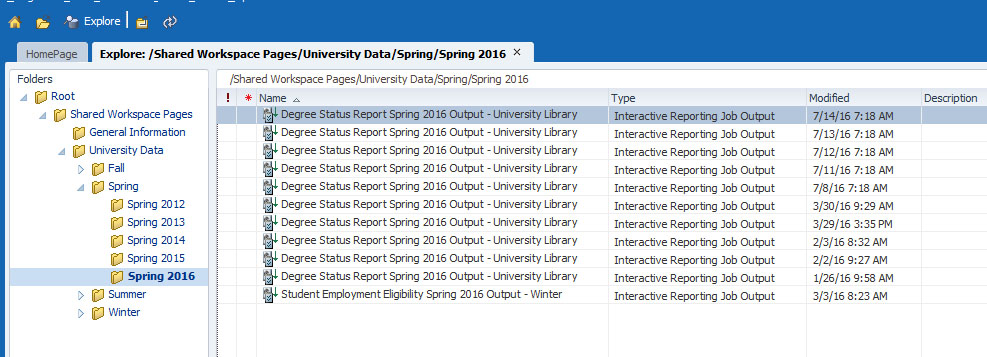 Explore
HomePage
Explore: /Shared Workspace Pages/University Data/Spring/Spring 2016 ×
Folders
Root
Shared Workspace Pages
General Information
University Data
Fall
Spring
Spring 2012
Spring 2013
Spring 2014
Spring 2015
Spring 2016
Summer
Winter
/Shared Workspace Pages/University Data/Spring/Spring 2016
! * Name Type Modified Description
Degree Status Report Spring 2016 Output - University Library Interactive Reporting Job Output 7/14/16 7:18 AM
Degree Status Report Spring 2016 Output - University Library Interactive Reporting Job Output 7/13/16 7:18 AM
Degree Status Report Spring 2016 Output - University Library Interactive Reporting Job Output 7/12/16 7:18 AM
Degree Status Report Spring 2016 Output - University Library Interactive Reporting Job Output 7/11/16 7:18 AM
Degree Status Report Spring 2016 Output - University Library Interactive Reporting Job Output 7/8/16 7:18 AM
Degree Status Report Spring 2016 Output - University Library Interactive Reporting Job Output 3/30/16 9:29 AM
Degree Status Report Spring 2016 Output - University Library Interactive Reporting Job Output 3/29/16 3:35 PM
Degree Status Report Spring 2016 Output - University Library Interactive Reporting Job Output 2/3/16 8:32 AM
Degree Status Report Spring 2016 Output - University Library Interactive Reporting Job Output 2/2/16 9:27 AM
Degree Status Report Spring 2016 Output - University Library Interactive Reporting Job Output 1/26/16 9:58 AM
Student Employment Eligibility Spring 2016 Output - Winter Interactive Reporting Job Output 3/3/16 8:23 AM